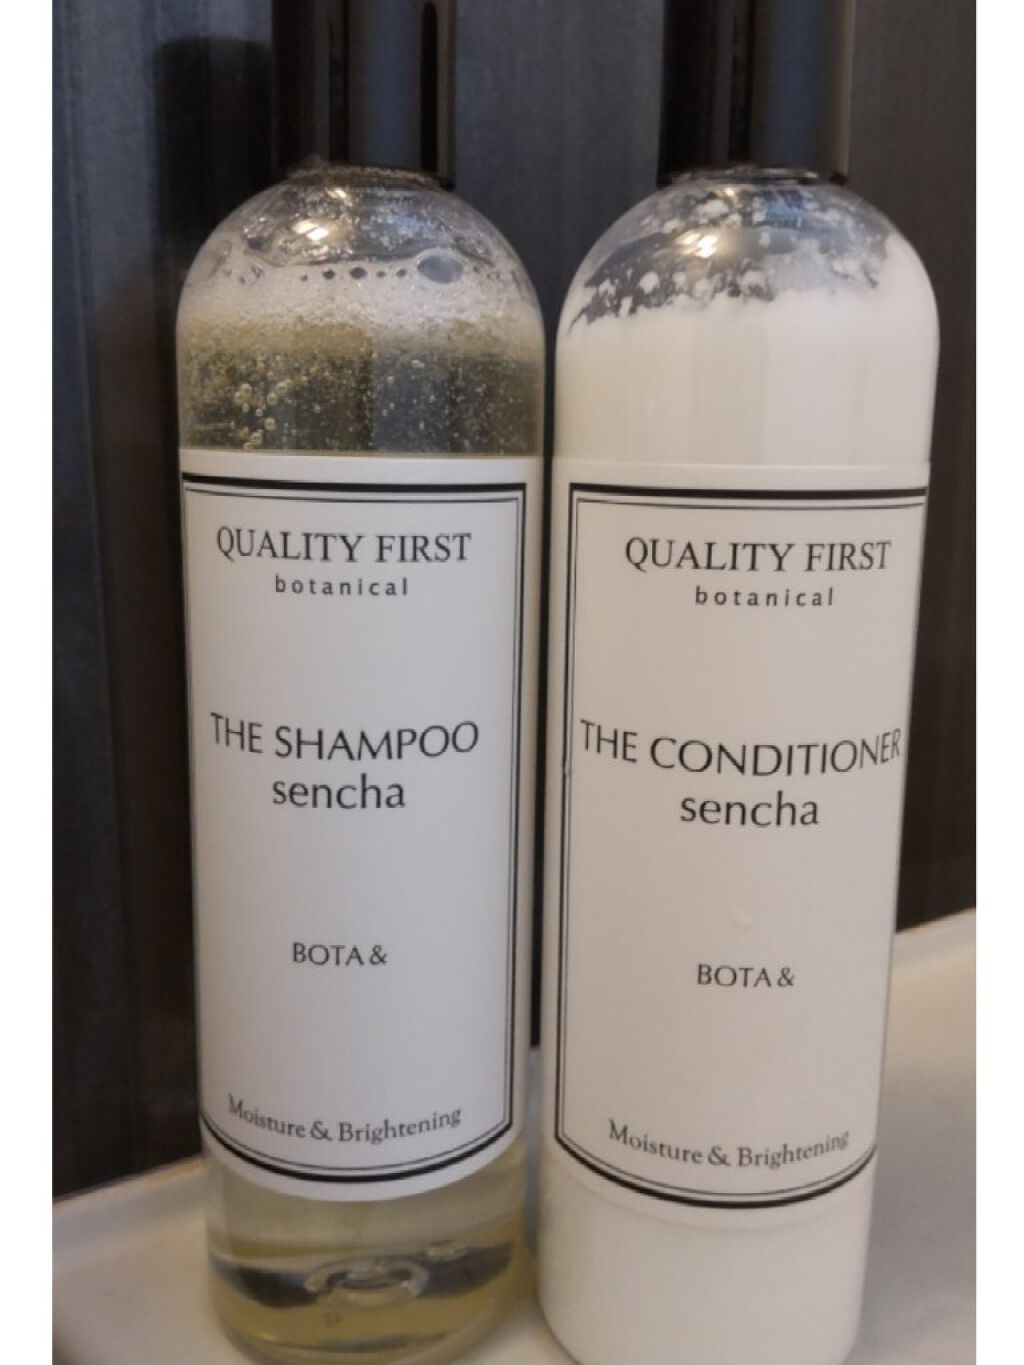 QUALITY FIRST
botanical
THE SHAMPOO
sencha
BOTA &
Moisture & Brightening
QUALITY FIRST
botanical
THE CONDITIONER
sencha
BOTA &
Moisture & Brightening